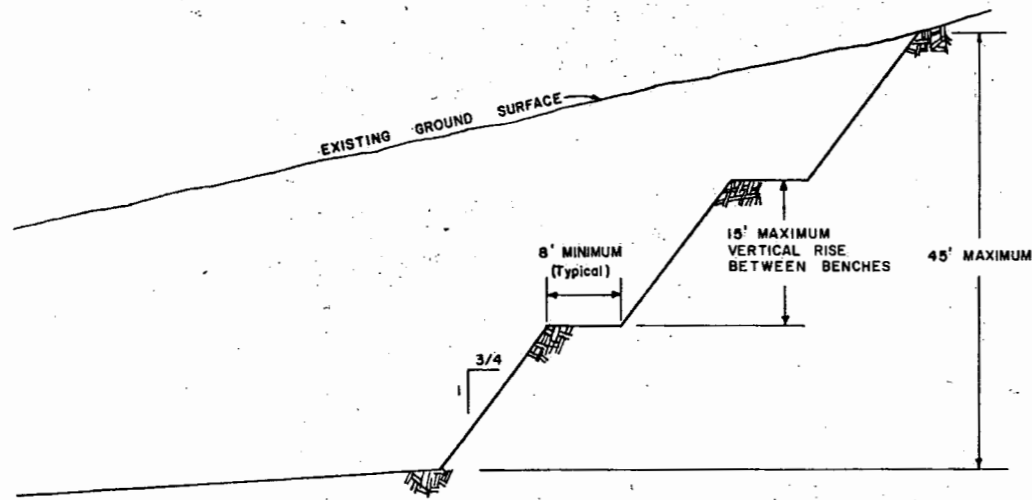 EXISTING GROUND SURFACE
8' MINIMUM
(Typical)
15' MAXIMUM
VERTICAL RISE
BETWEEN BENCHES
45' MAXIMUM
3/4
1